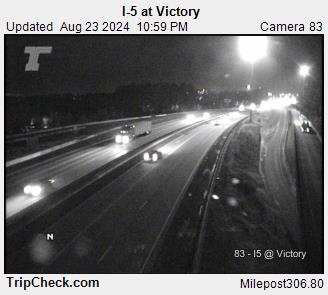 I-5 at Victory
Updated Aug 23 2024 10:59 PM Camera 83
T
N
83 - I5 @ Victory
TripCheck.com Milepost306.80